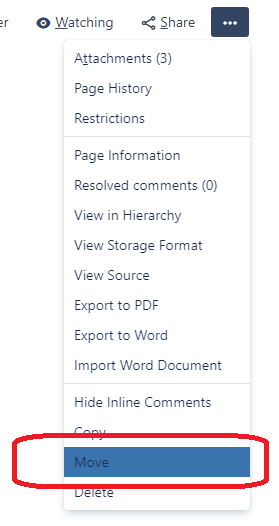 er Watching Share
Attachments (3)
Page History
Restrictions
Page Information
Resolved comments (0)
View in Hierarchy
View Storage Format
View Source
Export to PDF
Export to Word
Import Word Document
Hide Inline Comments
Copy
Move
Delete